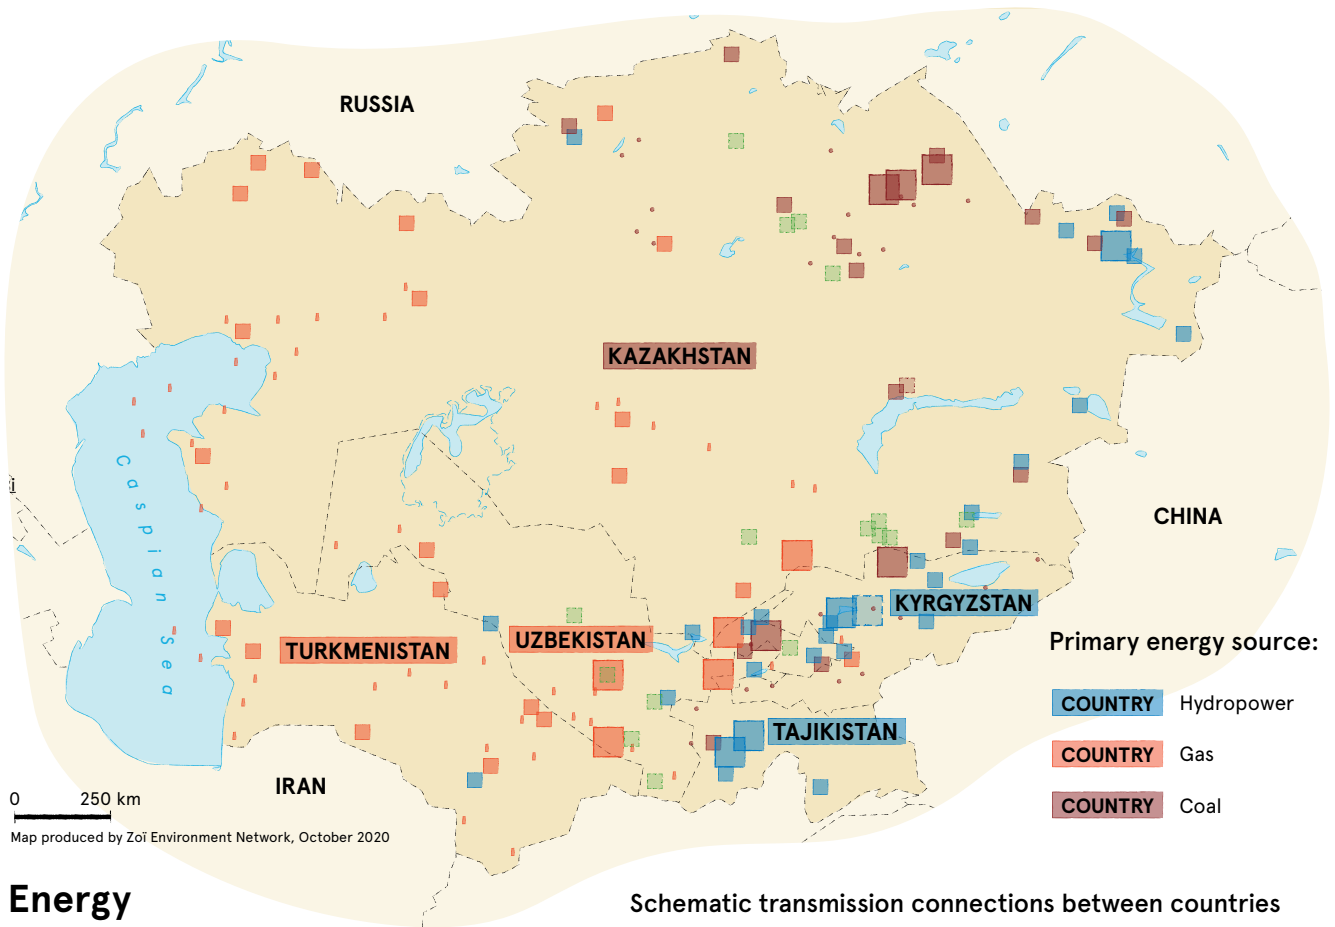 RUSSIA
KAZAKHSTAN
Caspian Sea
CHINA
KYRGYZSTAN
UZBEKISTAN
TURKMENISTAN
TAJIKISTAN
IRAN
Primary energy source:
COUNTRY Hydropower
COUNTRY Gas
COUNTRY Coal
0 250 km
Map produced by Zoï Environment Network, October 2020
Energy
Schematic transmission connections between countries